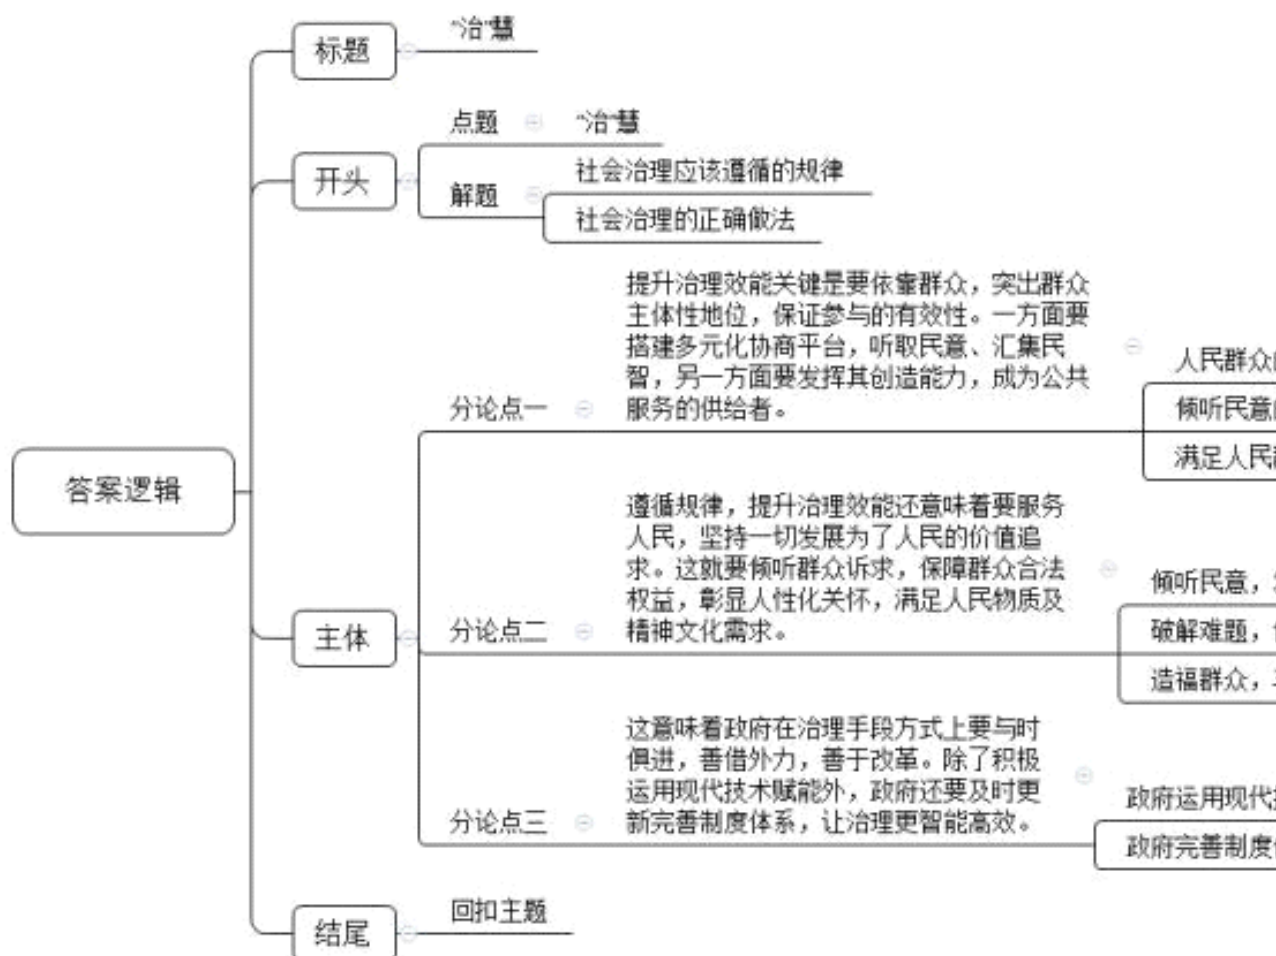 标题
“治”慧
开头
点题
“治”慧
解题
社会治理应该遵循的规律
社会治理的正确做法
答案逻辑
主体
分论点一
提升治理效能关键是要依靠群众，突出群众
主体性地位，保证参与的有效性。一方面要
搭建多元化协商平台，听取民意、汇集民
智，另一方面要发挥其创造能力，成为公共
服务的供给者。
人民群众
倾听民意
满足人民
分论点二
遵循规律，提升治理效能还意味着要服务
人民，坚持一切发展为了人民的价值追
求。这就要倾听群众诉求，保障群众合法
权益，彰显人性化关怀，满足人民物质及
精神文化需求。
倾听民意，
破解难题，
造福群众，
分论点三
这意味着政府在治理手段方式上要与时
俱进，善借外力，善于改革。除了积极
运用现代技术赋能外，政府还要及时更
新完善制度体系，让治理更智能高效。
政府运用现代
政府完善制度
结尾
回扣主题